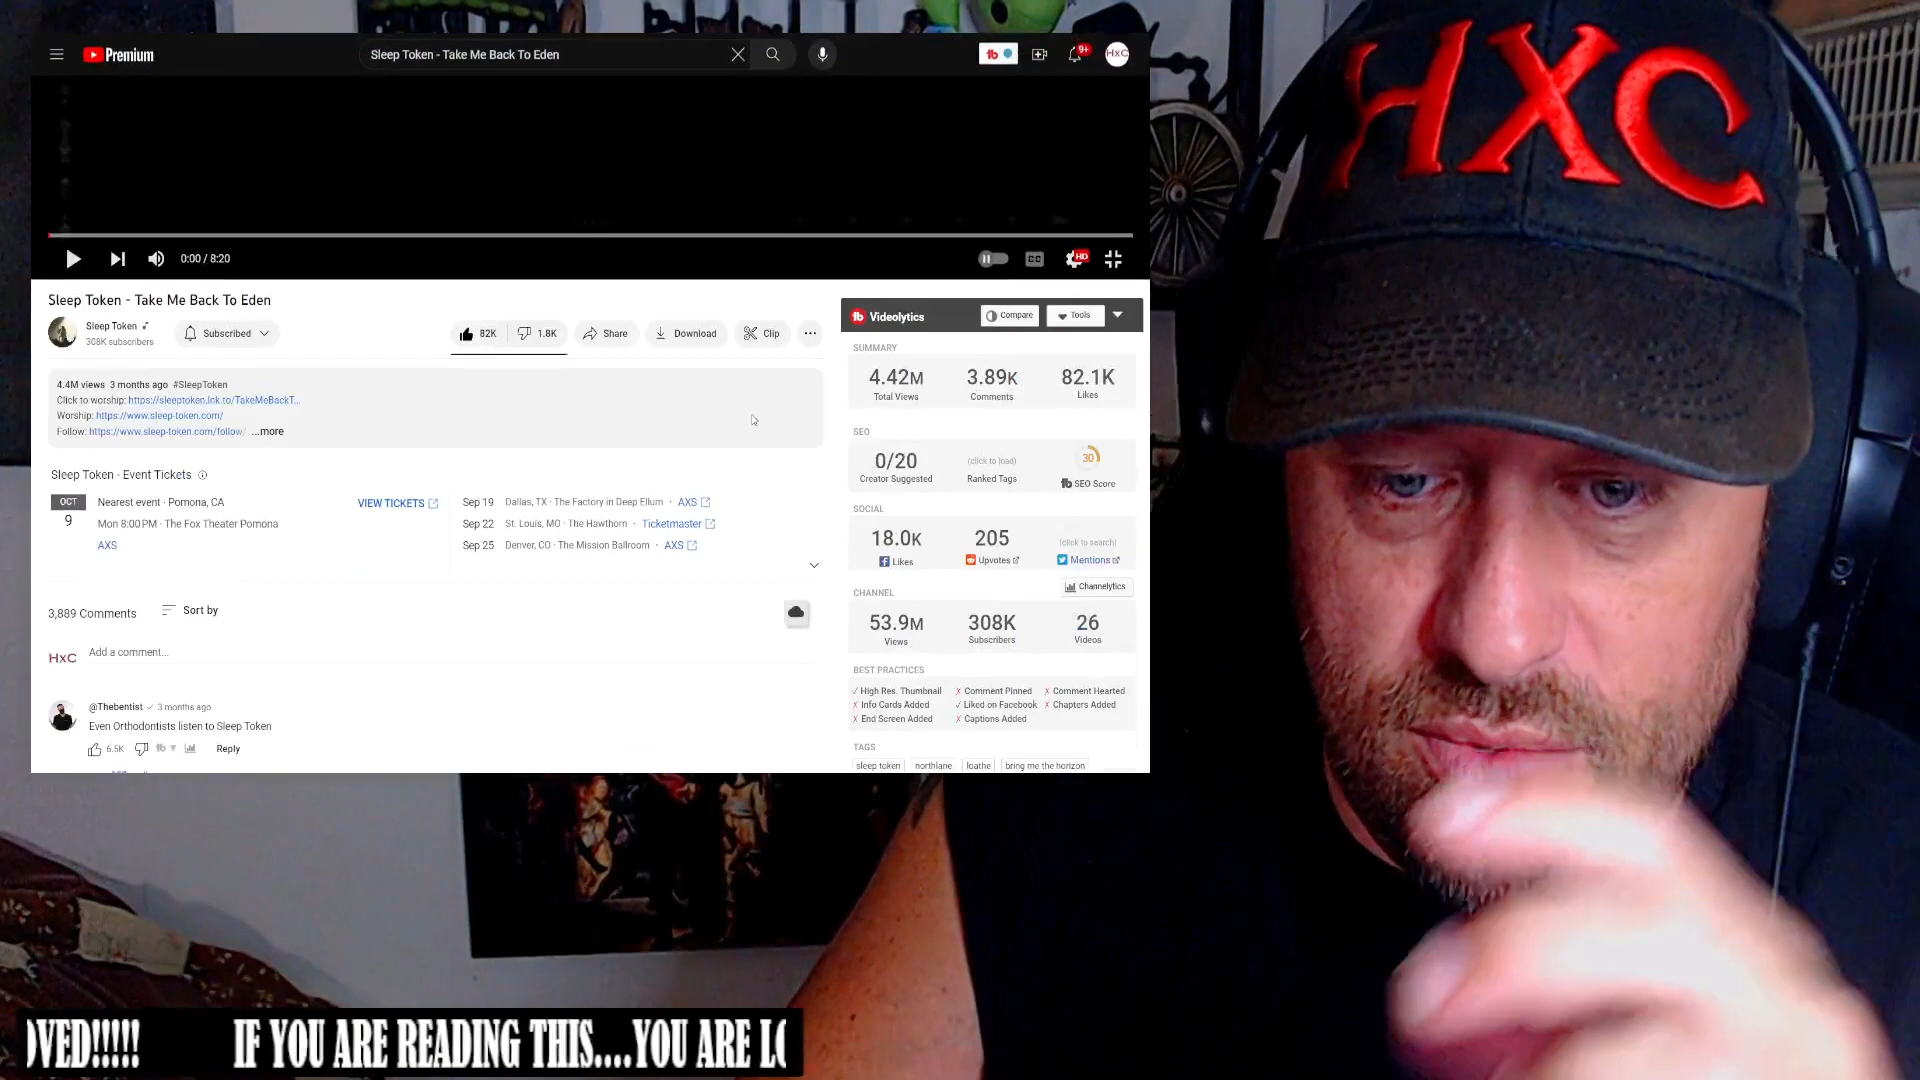 Premium
Sleep Token - Take Me Back To Eden
9+
HxC
HXC
0:00 / 8:20
CC
HD
Sleep Token - Take Me Back To Eden
Sleep Token
308K subscribers
Subscribed
82K
1.8K
Share
Download
Clip
4.4M views 3 months ago #SleepToken
Click to worship: https://sleeptoken.lnk.to/TakeMeBackT...
Worship: https://www.sleep-token.com/
Follow: https://www.sleep-token.com/follow/ ...more
Sleep Token - Event Tickets
OCT
9
Nearest event · Pomona, CA
Mon 8:00PM · The Fox Theater Pomona
AXS
VIEW TICKETS
Sep 19 Dallas, TX · The Factory in Deep Ellum · AXS
Sep 22 St. Louis, MO · The Hawthorn · Ticketmaster
Sep 25 Denver, CO · The Mission Ballroom · AXS
3,889 Comments
Sort by
HxC
Add a comment...
@Thebentist 3 months ago
Even Orthodontists listen to Sleep Token
6.5K
Reply
tb Videolytics
Compare
Tools
SUMMARY
4.42M 3.89K 82.1K
Total Views Comments Likes
SEO
0/20 (click to load) 30
Creator Suggested Ranked Tags tb SEO Score
SOCIAL
18.0K 205 (click to search)
Likes Upvotes Mentions
Channelytics
CHANNEL
53.9M 308K 26
Views Subscribers Videos
BEST PRACTICES
✓ High Res. Thumbnail ✗ Comment Pinned ✗ Comment Hearted
✗ Info Cards Added ✓ Liked on Facebook ✗ Chapters Added
✗ End Screen Added ✗ Captions Added
TAGS
sleep token northlane loathe bring me the horizon
OVED!!!!! IF YOU ARE READING THIS....YOU ARE LO